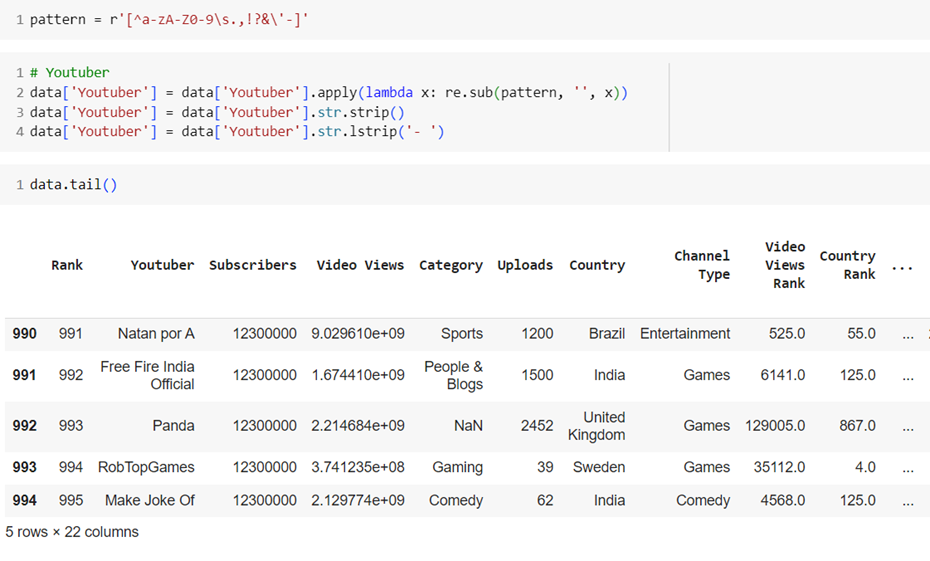 1 pattern = r'[^a-zA-Z0-9\s.,!?&\'-]'
1 # Youtuber
2 data['Youtuber'] = data['Youtuber'].apply(lambda x: re.sub(pattern, '', x))
3 data['Youtuber'] = data['Youtuber'].str.strip()
4 data['Youtuber'] = data['Youtuber'].str.lstrip('- ')
1 data.tail()
Rank Youtuber Subscribers Video Views Category Uploads Country Channel Type Video Views Rank Country Rank ...
990 991 Natan por A 12300000 9.029610e+09 Sports 1200 Brazil Entertainment 525.0 55.0 ...
991 992 Free Fire India Official 12300000 1.674410e+09 People & Blogs 1500 India Games 6141.0 125.0 ...
992 993 Panda 12300000 2.214684e+09 NaN 2452 United Kingdom Games 129005.0 867.0 ...
993 994 RobTopGames 12300000 3.741235e+08 Gaming 39 Sweden Games 35112.0 4.0 ...
994 995 Make Joke Of 12300000 2.129774e+09 Comedy 62 India Comedy 4568.0 125.0 ...
5 rows × 22 columns